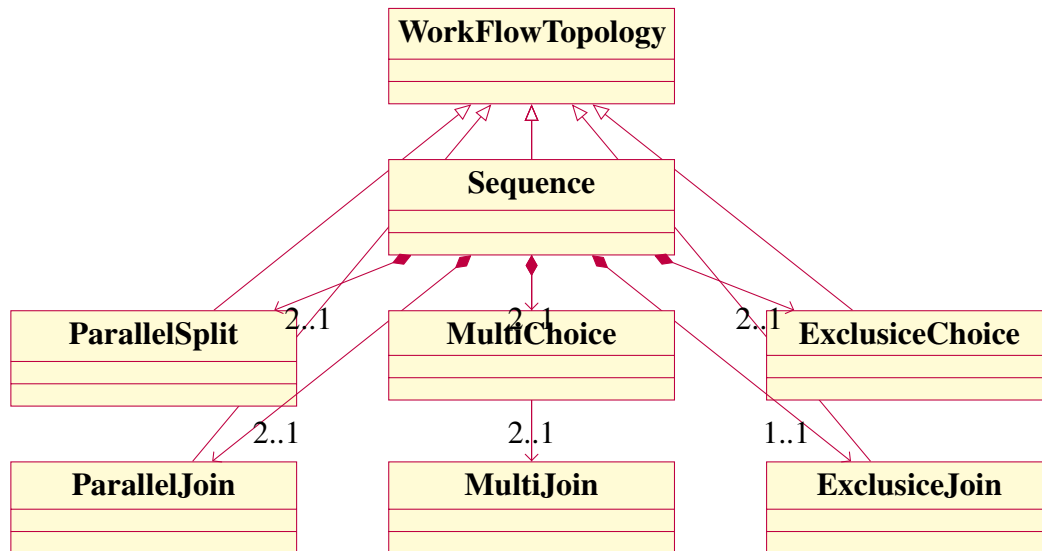 WorkFlowTopology
Sequence
2..1 2..1 2..1
ParallelSplit MultiChoice ExclusiceChoice
2..1 2..1 1..1
ParallelJoin MultiJoin ExclusiceJoin